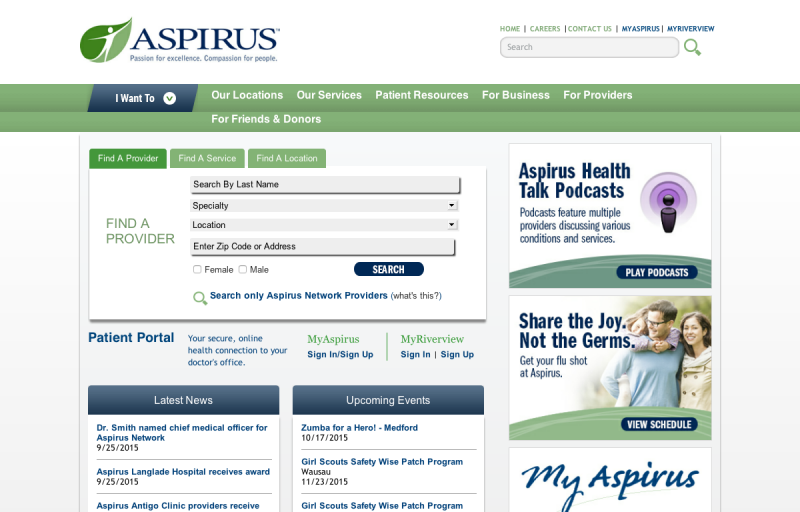 ASPIRUS
Passion for excellence. Compassion for people.
HOME | CAREERS | CONTACT US | MYASPIRUS | MYRIVERVIEW
Search
I Want To
Our Locations Our Services Patient Resources For Business For Providers
For Friends & Donors
Find A Provider Find A Service Find A Location
FIND A
PROVIDER
Search By Last Name
Specialty
Location
Enter Zip Code or Address
Female Male SEARCH
Search only Aspirus Network Providers (what's this?)
Patient Portal
Your secure, online
health connection to your
doctor's office.
MyAspirus
Sign In/Sign Up
MyRiverview
Sign In | Sign Up
Latest News
Dr. Smith named chief medical officer for
Aspirus Network
9/25/2015
Aspirus Langlade Hospital receives award
9/25/2015
Aspirus Antigo Clinic providers receive
Upcoming Events
Zumba for a Hero! - Medford
10/17/2015
Girl Scouts Safety Wise Patch Program
Wausau
11/23/2015
Girl Scouts Safety Wise Patch Program
Aspirus Health
Talk Podcasts
Podcasts feature multiple
providers discussing various
conditions and services.
PLAY PODCASTS
Share the Joy.
Not the Germs.
Get your flu shot
at Aspirus.
VIEW SCHEDULE
My Aspirus